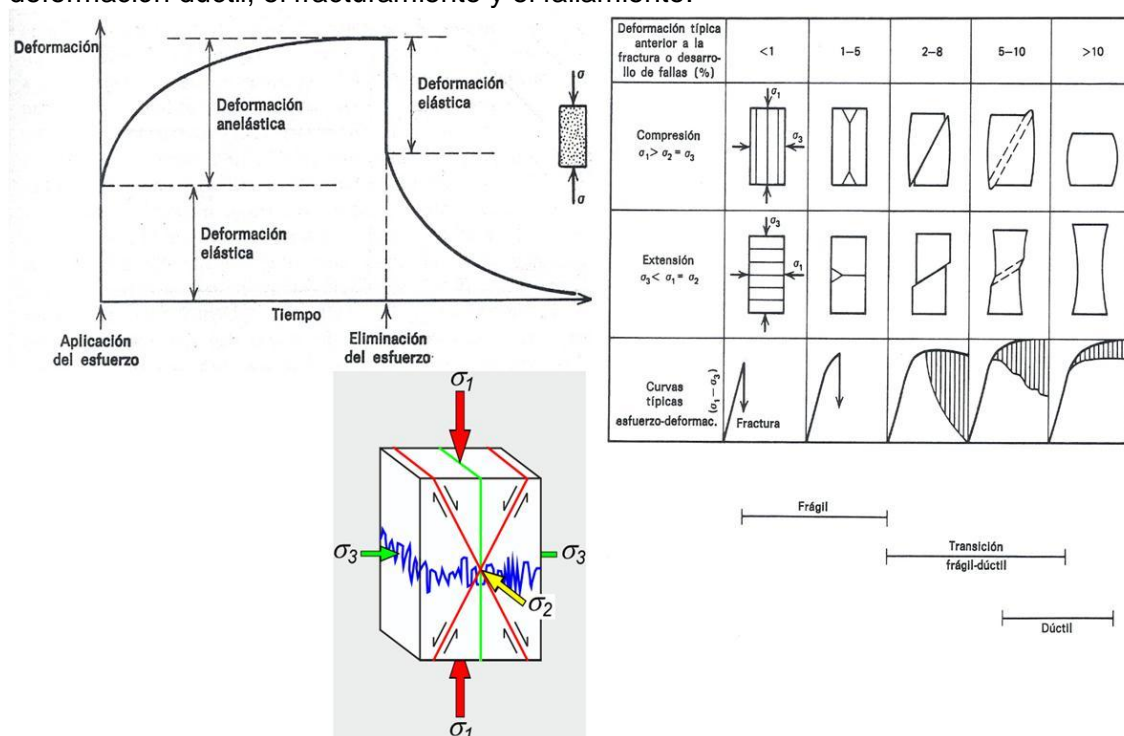 deformación dúctil, el fracturamiento y el fallamiento.
Deformación
Deformación
anelástica
Deformación
elástica
Deformación
elástica
σ
σ
Tiempo
Aplicación
del esfuerzo
Eliminación
del esfuerzo
Deformación típica
anterior a la
fractura o desarro-
llo de fallas (%)
<1
1–5
2–8
5–10
>10
Compresión
σ1 > σ2 = σ3
σ1
σ3
Extensión
σ3 < σ1 = σ2
σ3
σ1
Curvas
típicas
esfuerzo-deformac.
(σ1 – σ3)
Fractura
Frágil
Transición
frágil-dúctil
Dúctil
σ1
σ3
σ3
σ2
σ1